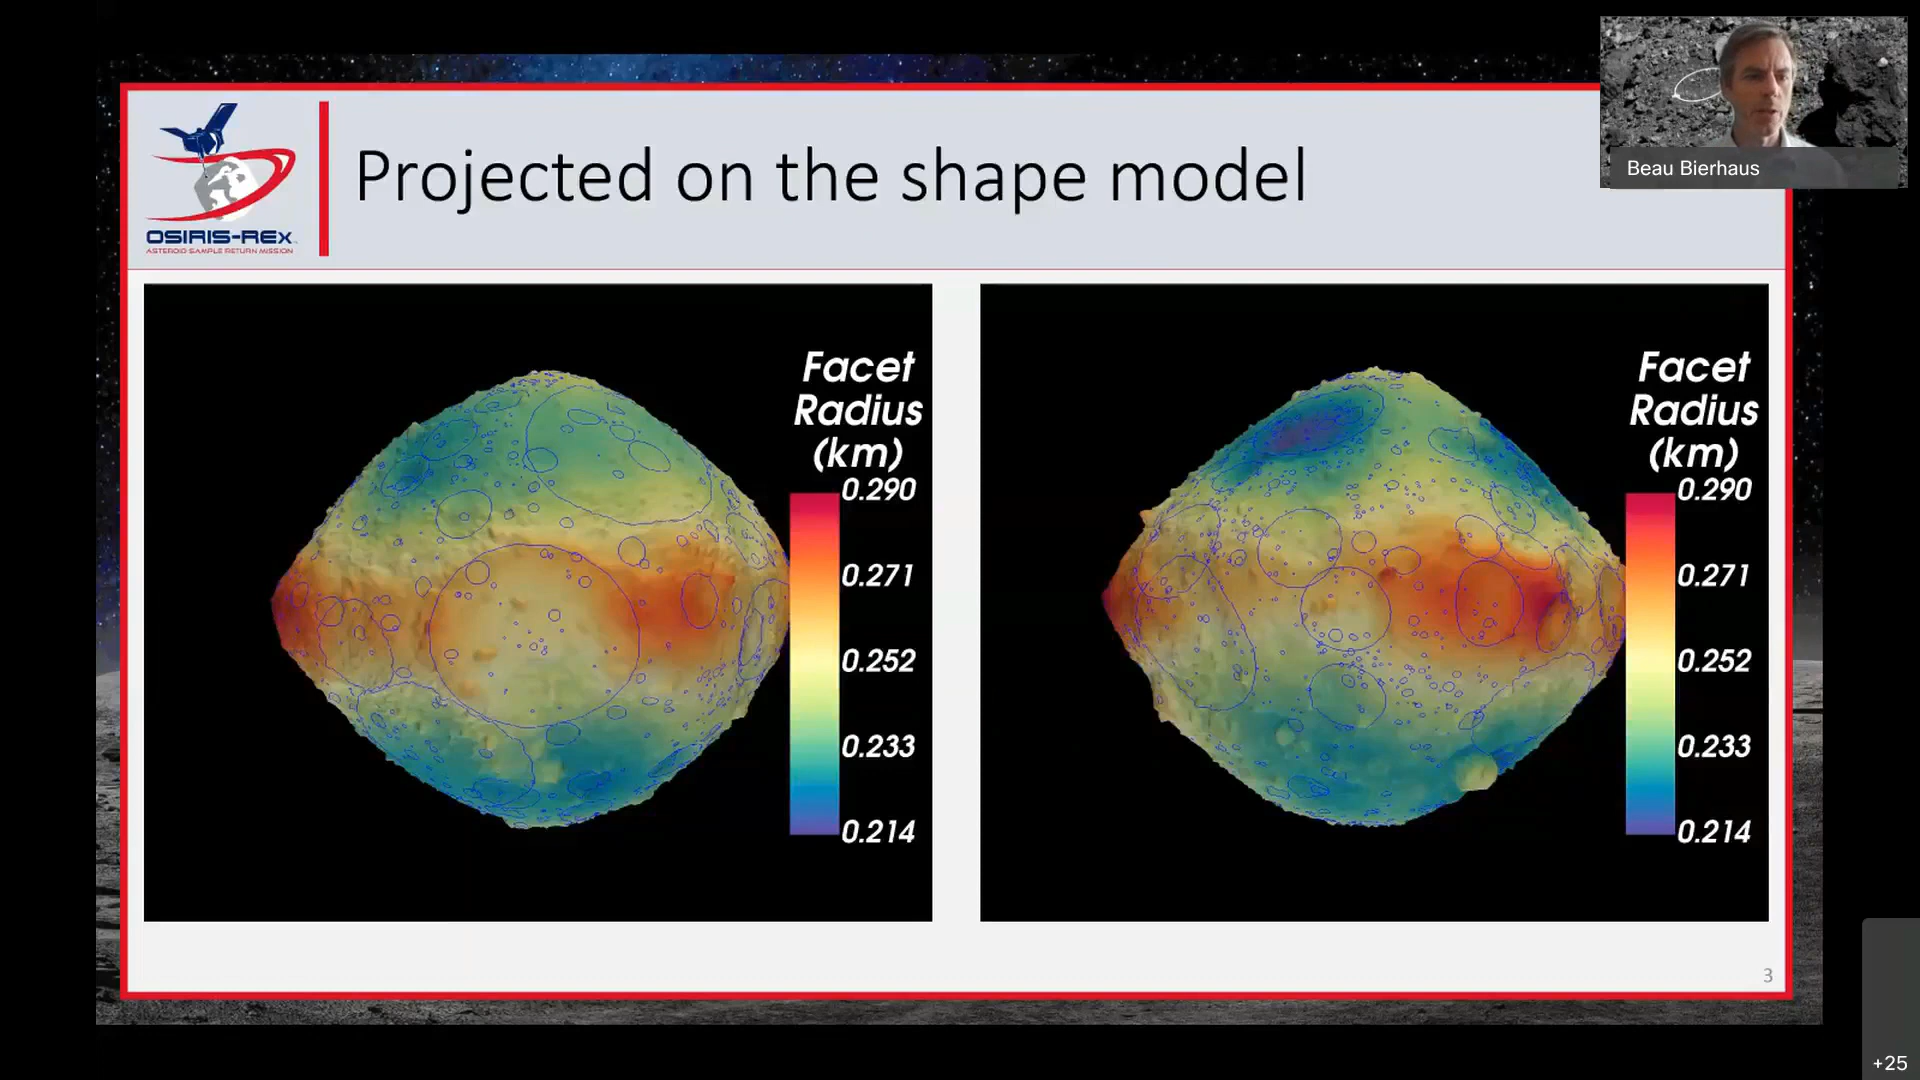 Beau Bierhaus
OSIRIS-REx
ASTEROID SAMPLE RETURN MISSION
Projected on the shape model
Facet
Radius
(km)
0.290
0.271
0.252
0.233
0.214
Facet
Radius
(km)
0.290
0.271
0.252
0.233
0.214
3
+25